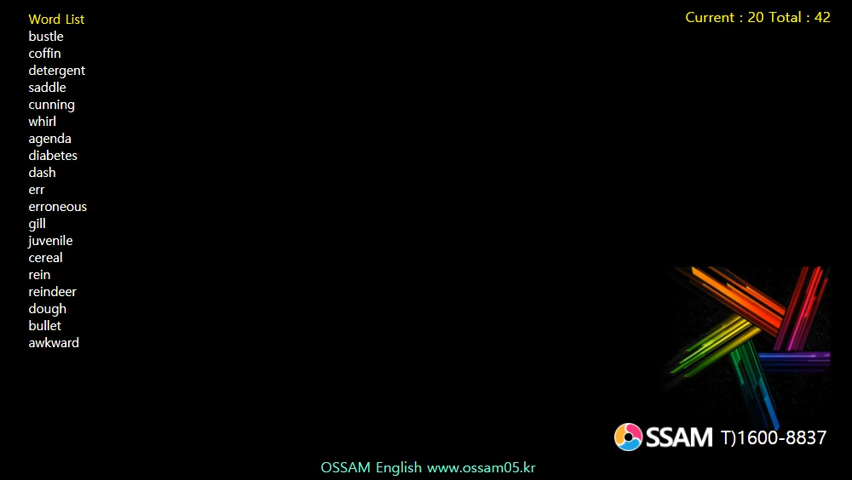 Word List
Current : 20 Total : 42
bustle
coffin
detergent
saddle
cunning
whirl
agenda
diabetes
dash
err
erroneous
gill
juvenile
cereal
rein
reindeer
dough
bullet
awkward
OSSAM T)1600-8837
OSSAM English www.ossam05.kr